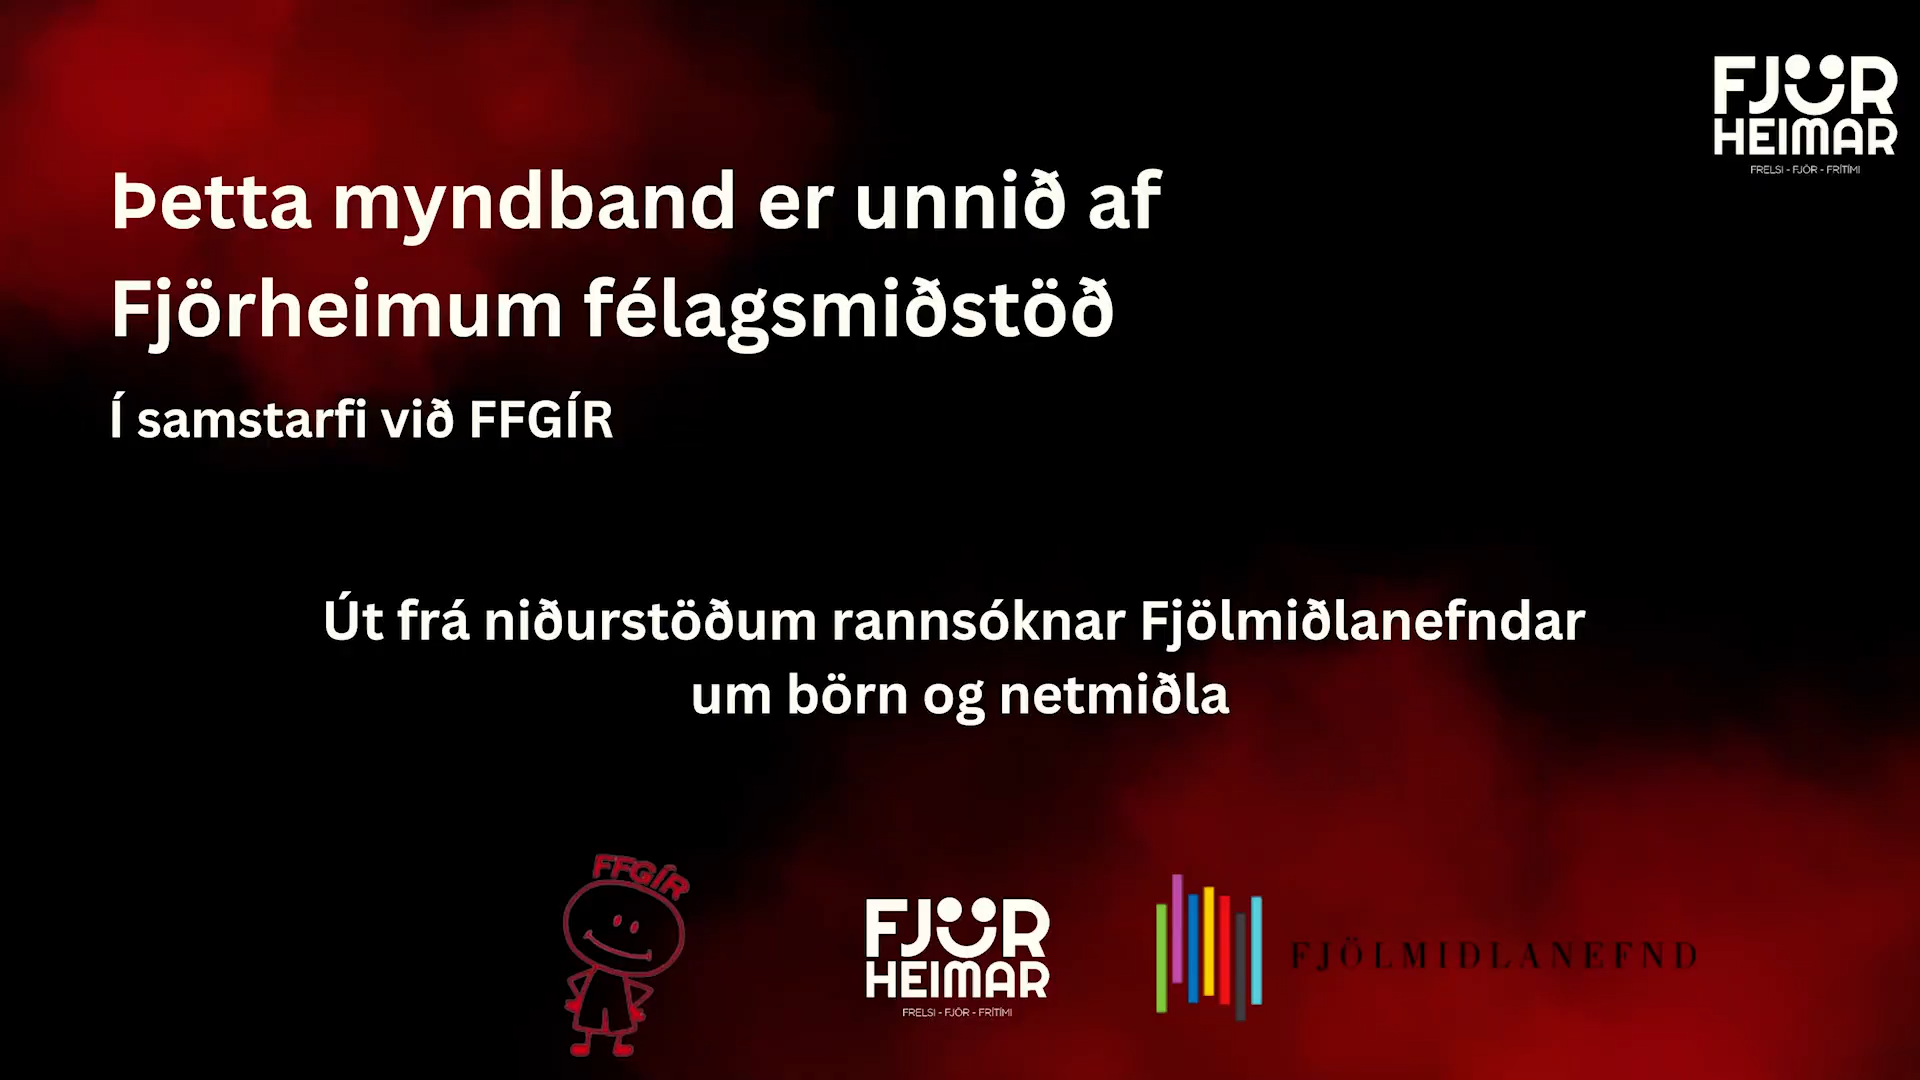 FJÖR
HEIMAR
FRELSI - FJÖR - FRÍTÍMI
Þetta myndband er unnið af
Fjörheimum félagsmiðstöð
Í samstarfi við FFGÍR
Út frá niðurstöðum rannsóknar Fjölmiðlanefndar
um börn og netmiðla
FFGÍR
FJÖR
HEIMAR
FRELSI - FJÖR - FRÍTÍMI
FJÖLMIÐLANEFND